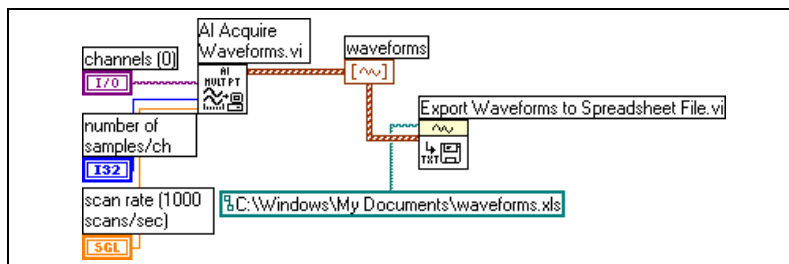 AI Acquire
Waveforms.vi
channels (0)
I/O
AI
MULT PT
waveforms
number of
samples/ch
I32
Export Waveforms to Spreadsheet File.vi
TXT
scan rate (1000
scans/sec)
SGL
C:\Windows\My Documents\waveforms.xls